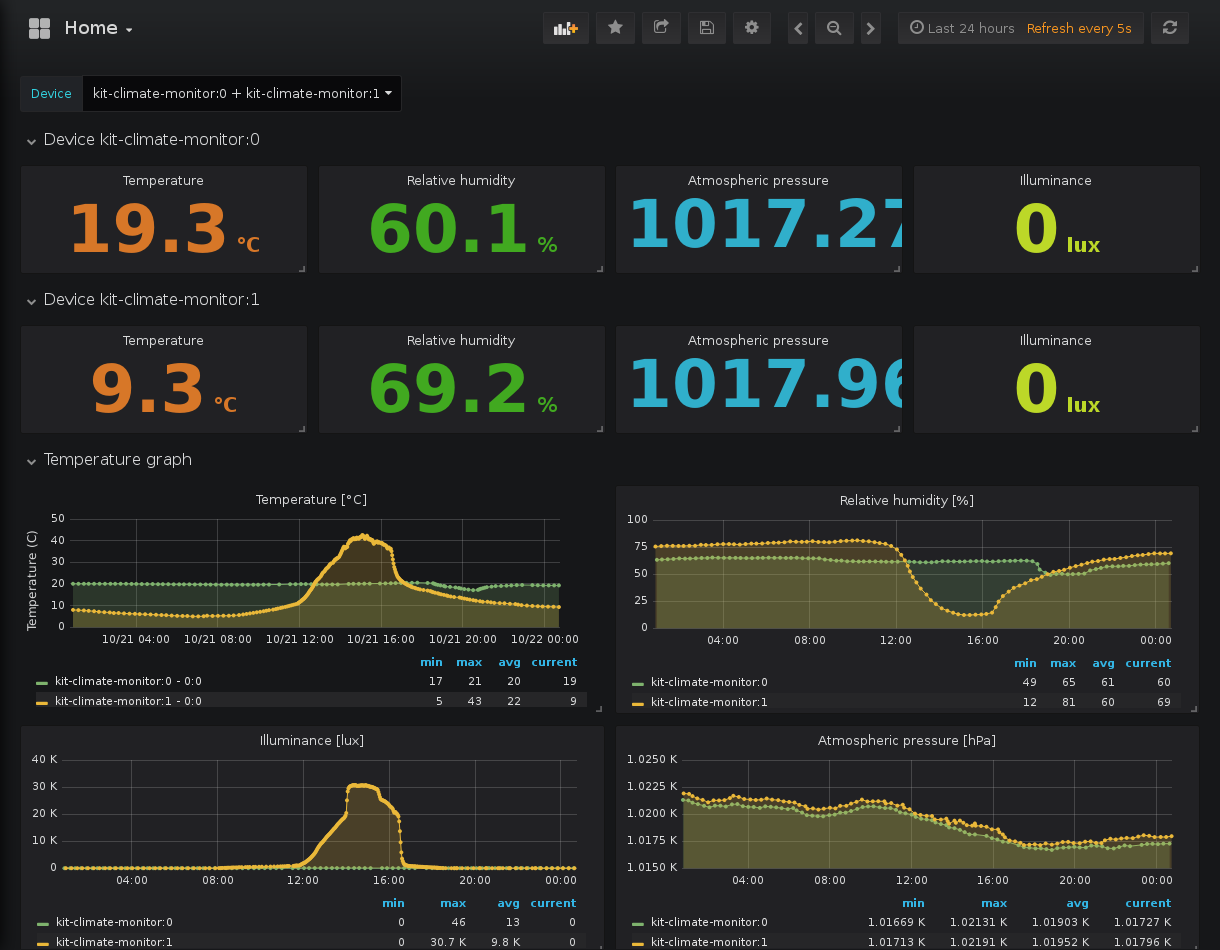 Home
Last 24 hours Refresh every 5s
Device kit-climate-monitor:0 + kit-climate-monitor:1
Device kit-climate-monitor:0
Temperature
19.3 °C
Relative humidity
60.1 %
Atmospheric pressure
1017.27
Illuminance
0 lux
Device kit-climate-monitor:1
Temperature
9.3 °C
Relative humidity
69.2 %
Atmospheric pressure
1017.96
Illuminance
0 lux
Temperature graph
Temperature [°C]
Temperature (C)
50
40
30
20
10
0
10/21 04:00 10/21 08:00 10/21 12:00 10/21 16:00 10/21 20:00 10/22 00:00
min max avg current
kit-climate-monitor:0 - 0:0 17 21 20 19
kit-climate-monitor:1 - 0:0 5 43 22 9
Relative humidity [%]
100
75
50
25
0
04:00 08:00 12:00 16:00 20:00 00:00
min max avg current
kit-climate-monitor:0 49 65 61 60
kit-climate-monitor:1 12 81 60 69
Illuminance [lux]
40 K
30 K
20 K
10 K
0
04:00 08:00 12:00 16:00 20:00 00:00
min max avg current
kit-climate-monitor:0 0 46 13 0
kit-climate-monitor:1 0 30.7 K 9.8 K 0
Atmospheric pressure [hPa]
1.0250 K
1.0225 K
1.0200 K
1.0175 K
1.0150 K
04:00 08:00 12:00 16:00 20:00 00:00
min max avg current
kit-climate-monitor:0 1.01669 K 1.02131 K 1.01903 K 1.01727 K
kit-climate-monitor:1 1.01713 K 1.02191 K 1.01952 K 1.01796 K